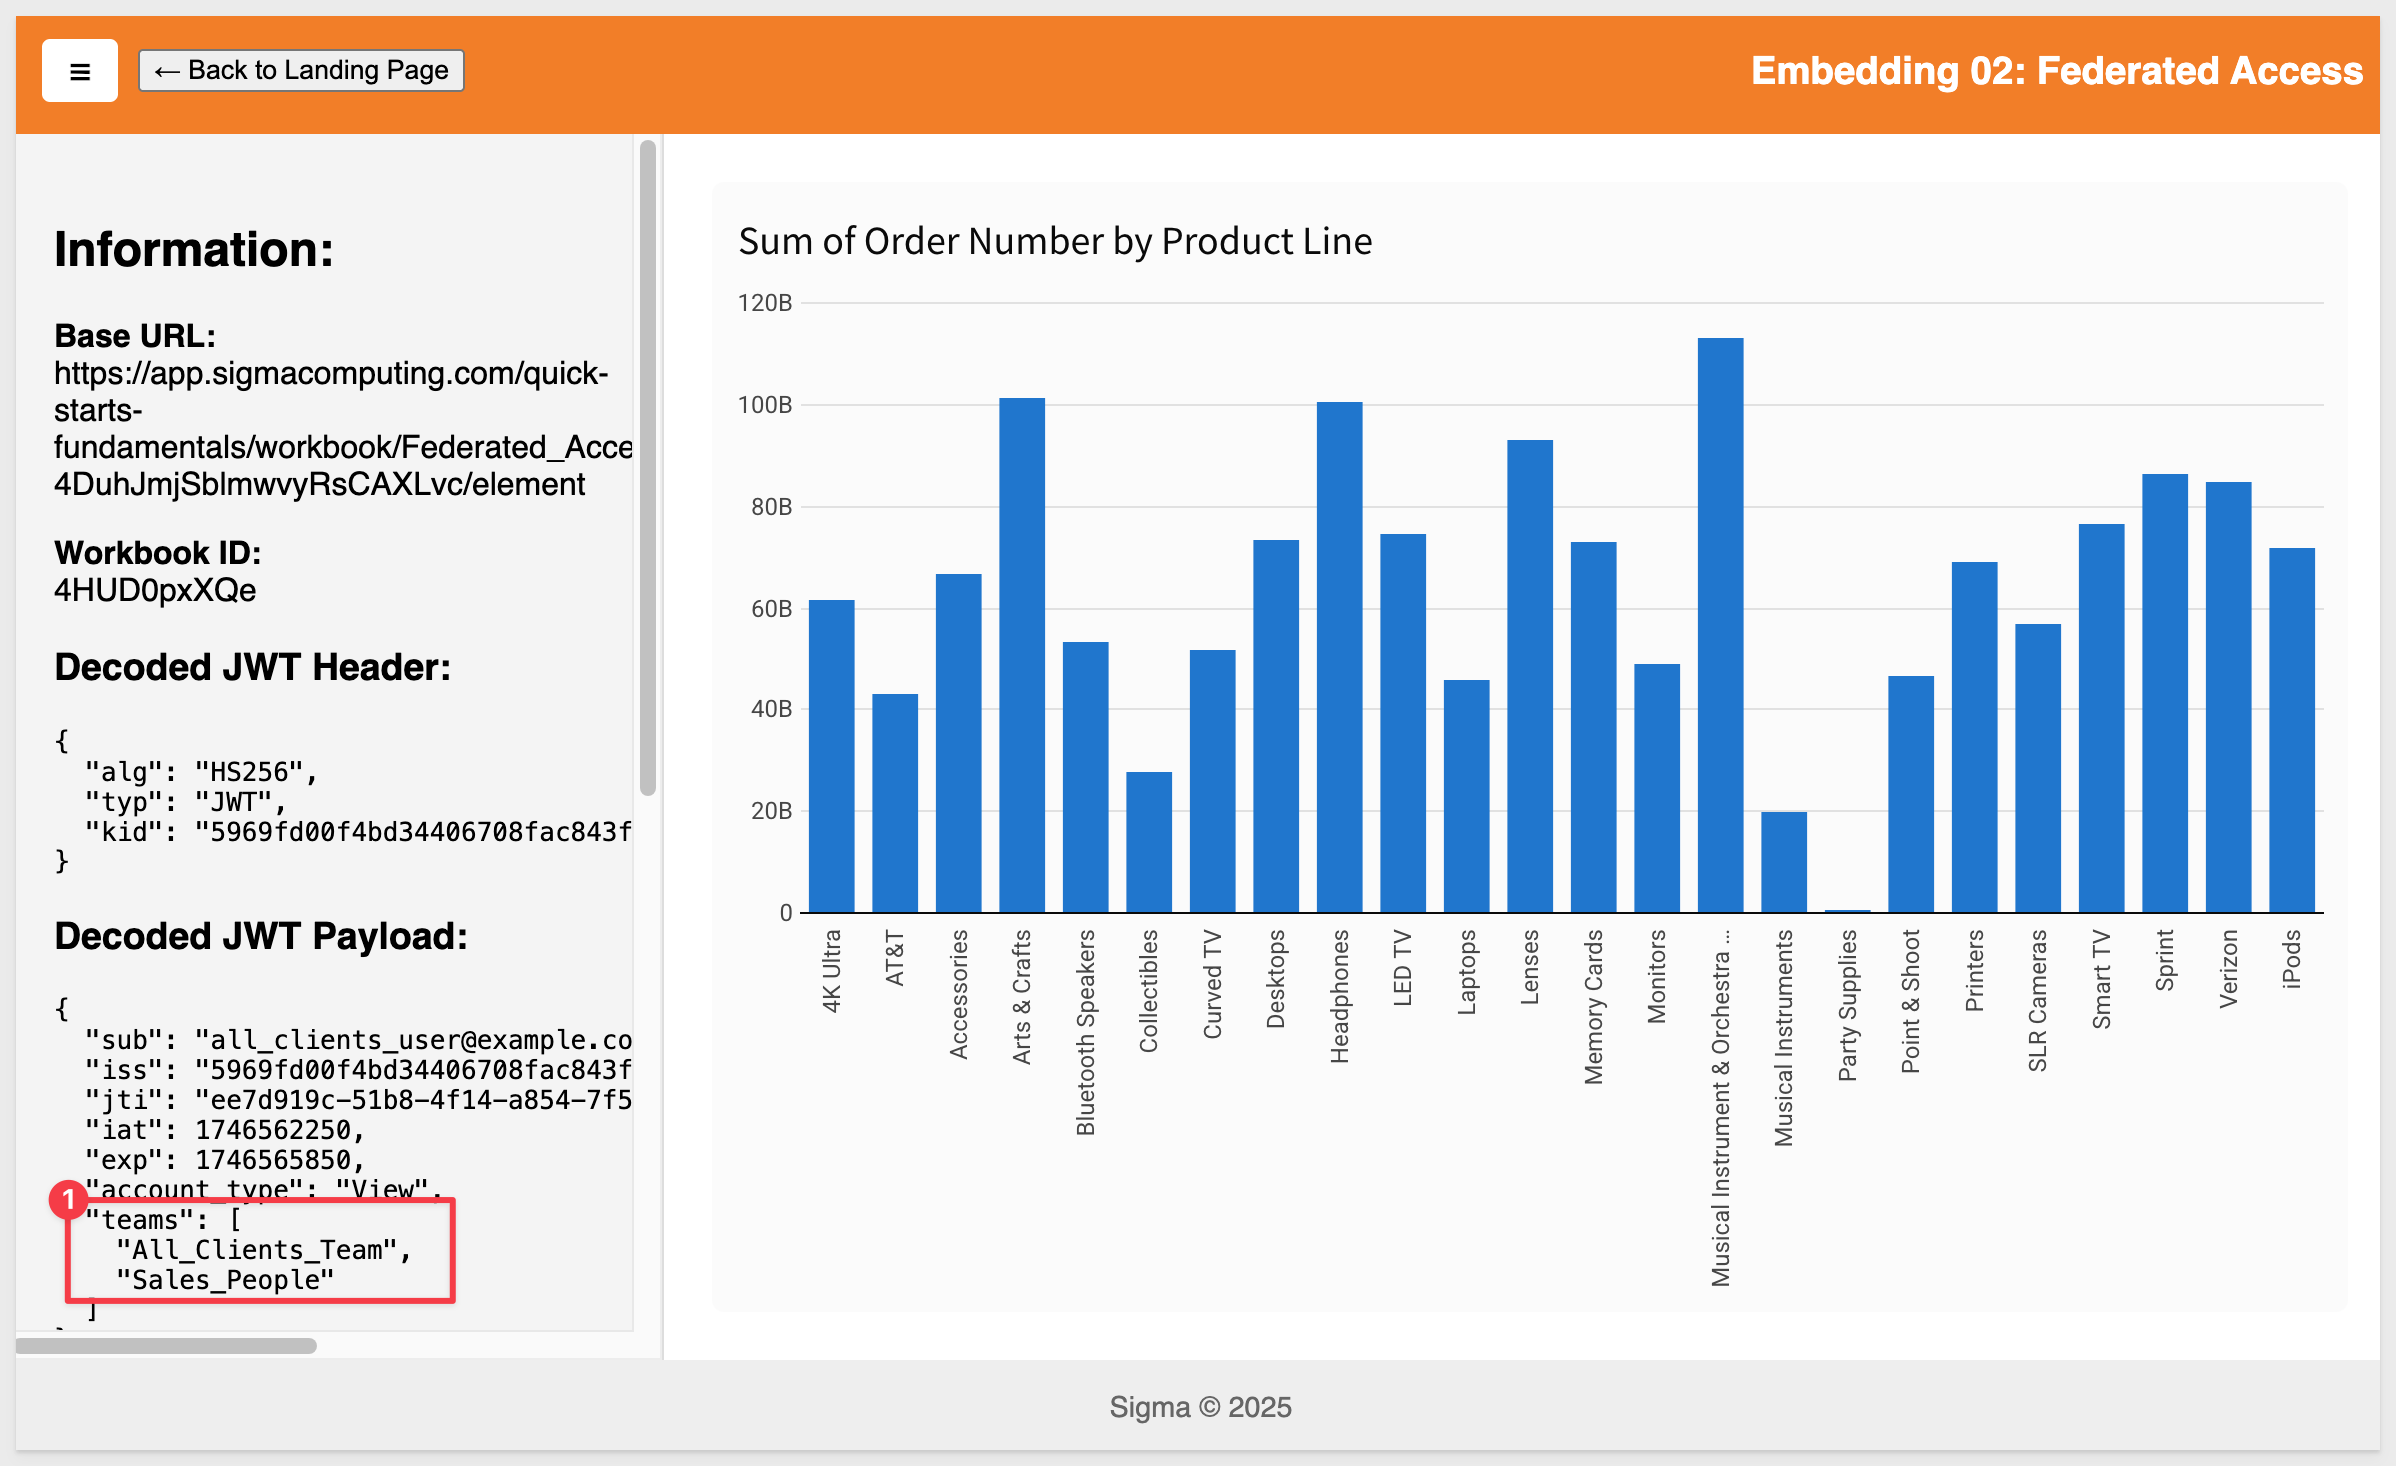 ≡
← Back to Landing Page
Embedding 02: Federated Access
Information:
Base URL:
https://app.sigmacomputing.com/quick-
starts-
fundamentals/workbook/Federated_Acce
4DuhJmjSblmwvyRsCAXLvc/element
Workbook ID:
4HUD0pxXQe
Decoded JWT Header:
{
  "alg": "HS256",
  "typ": "JWT",
  "kid": "5969fd00f4bd34406708fac843f
}
Decoded JWT Payload:
{
  "sub": "all_clients_user@example.co
  "iss": "5969fd00f4bd34406708fac843f
  "jti": "ee7d919c-51b8-4f14-a854-7f5
  "iat": 1746562250,
  "exp": 1746565850,
  "account_type": "View",
1
  "teams": [
    "All_Clients_Team",
    "Sales_People"
  ]
Sum of Order Number by Product Line
120B
100B
80B
60B
40B
20B
0
4K Ultra
AT&T
Accessories
Arts & Crafts
Bluetooth Speakers
Collectibles
Curved TV
Desktops
Headphones
LED TV
Laptops
Lenses
Memory Cards
Monitors
Musical Instrument & Orchestra ...
Musical Instruments
Party Supplies
Point & Shoot
Printers
SLR Cameras
Smart TV
Sprint
Verizon
iPods
Sigma © 2025